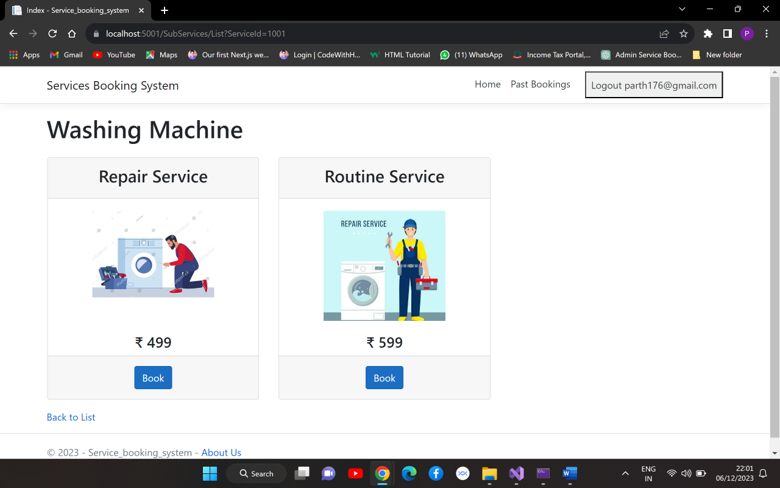 Index - Service_booking_system
localhost:5001/SubServices/List?ServiceId=1001
P
Apps
Gmail
YouTube
Maps
Our first Next.js we...
Login | CodeWithH...
HTML Tutorial
(11) WhatsApp
Income Tax Portal,...
Admin Service Boo...
New folder
Services Booking System
Home
Past Bookings
Logout parth176@gmail.com
Washing Machine
Repair Service
₹ 499
Book
Routine Service
REPAIR SERVICE
₹ 599
Book
Back to List
© 2023 - Service_booking_system - About Us
Search
ENG
IN
22:01
06/12/2023